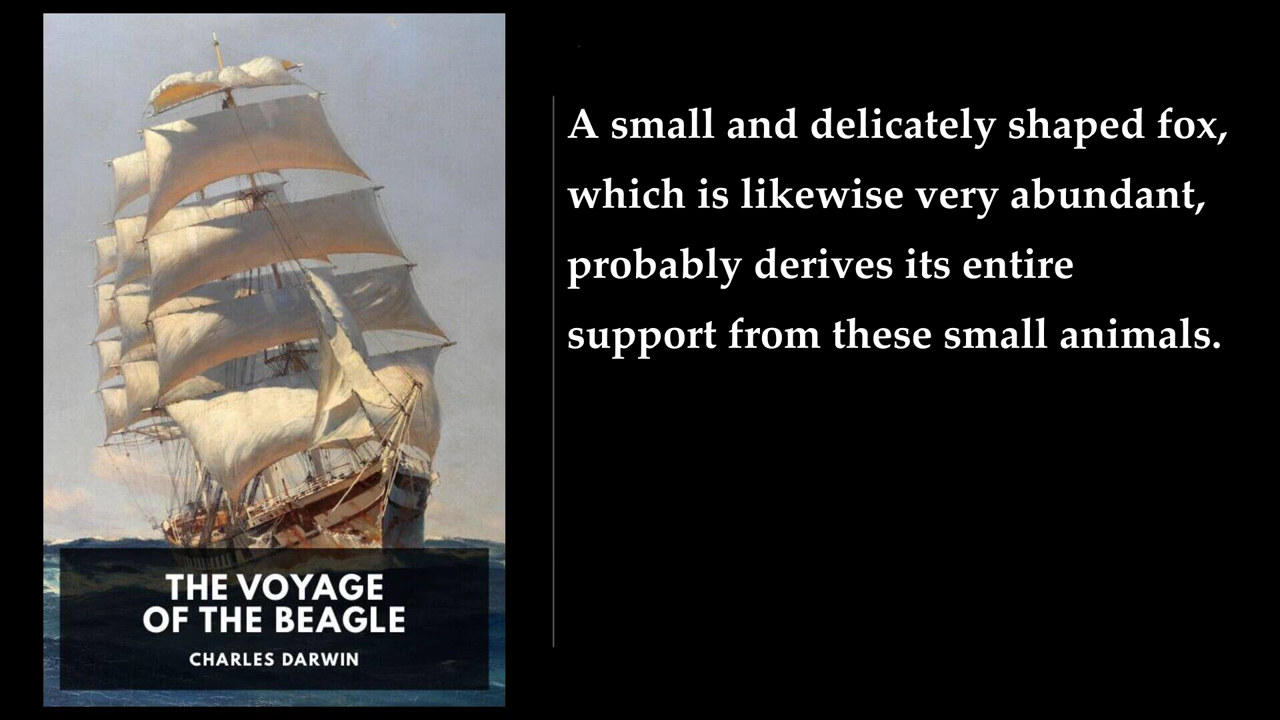 THE VOYAGE
OF THE BEAGLE
CHARLES DARWIN
A small and delicately shaped fox,
which is likewise very abundant,
probably derives its entire
support from these small animals.